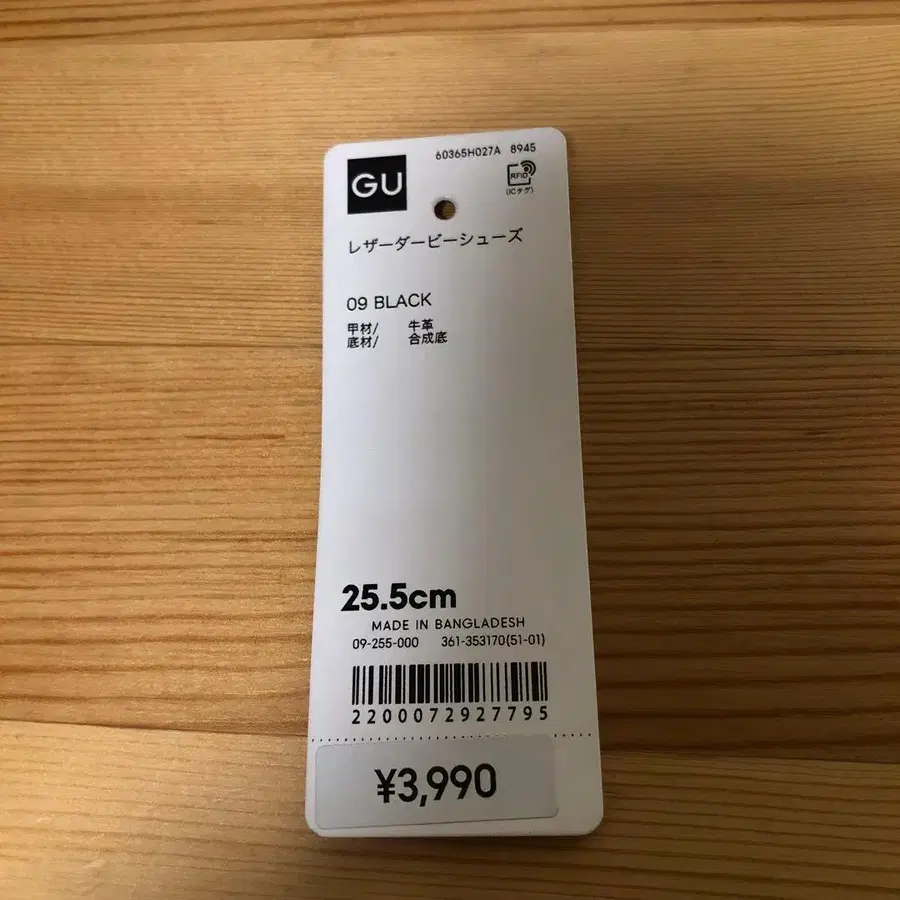 60365H027A 8945
GU
RFID
(ICタグ)
レザーダービーシューズ
09 BLACK
甲材/ 牛革
底材/ 合成底
25.5cm
MADE IN BANGLADESH
09-255-000 361-353170(51-01)
2200072927795
¥3,990